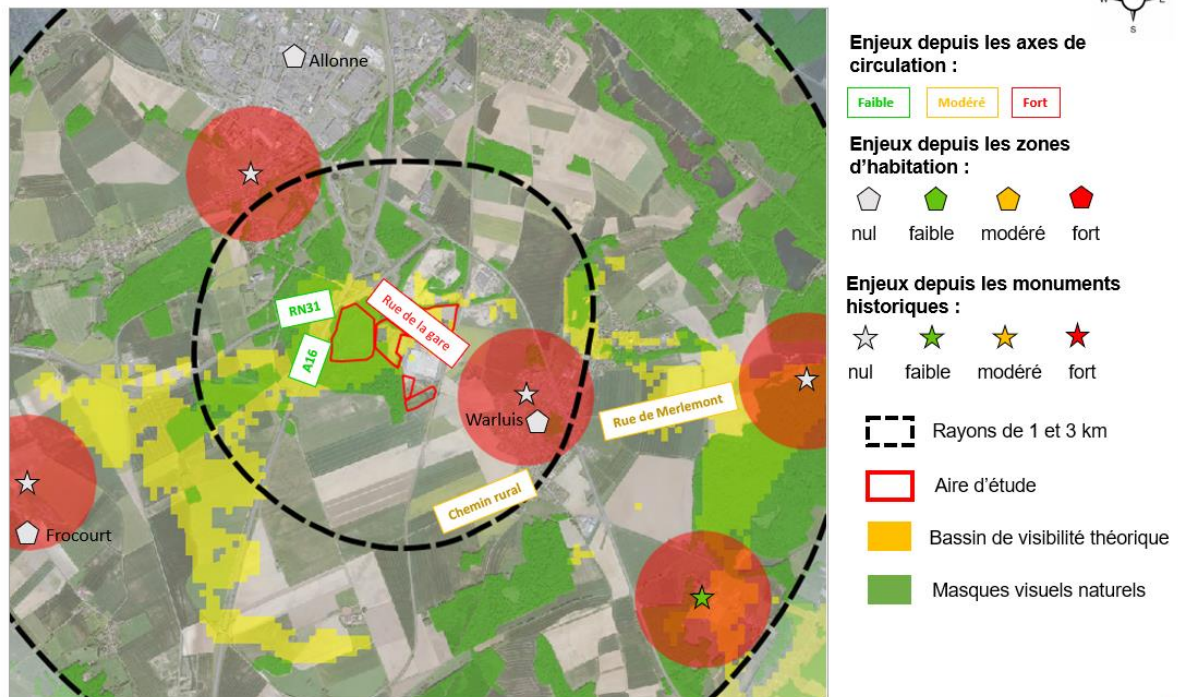 Allonne
RN31
A16
Rue de la gare
Warluis
Rue de Merlemont
Chemin rural
Frocourt
S
Enjeux depuis les axes de
circulation :
Faible Modéré Fort
Enjeux depuis les zones
d'habitation :
nul faible modéré fort
Enjeux depuis les monuments
historiques :
nul faible modéré fort
Rayons de 1 et 3 km
Aire d'étude
Bassin de visibilité théorique
Masques visuels naturels